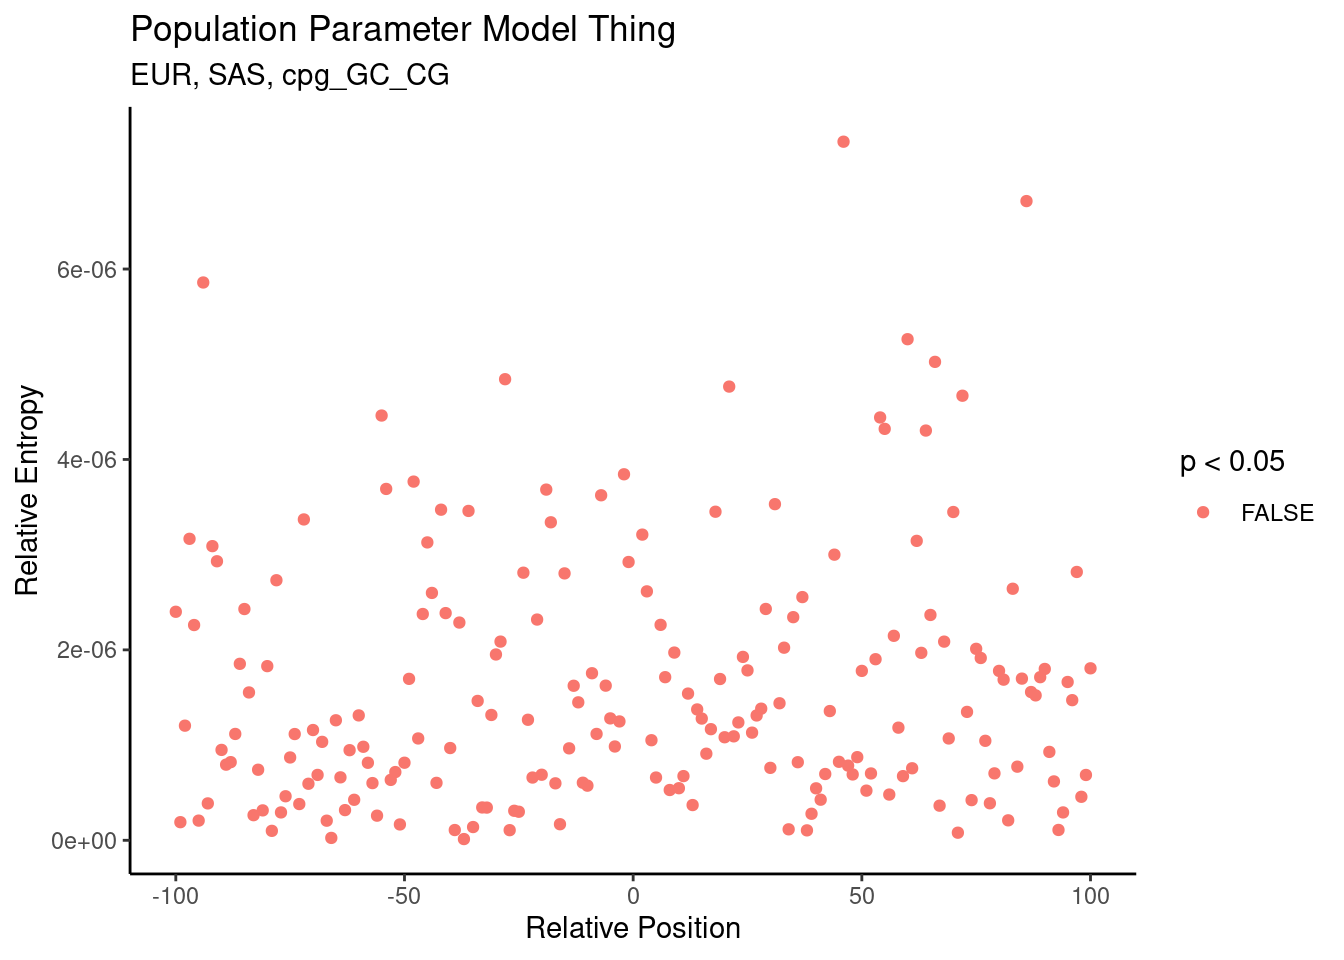 Population Parameter Model Thing
EUR, SAS, cpg_GC_CG
6e-06
4e-06
2e-06
0e+00
Relative Entropy
-100
-50
0
50
100
Relative Position
p < 0.05
FALSE